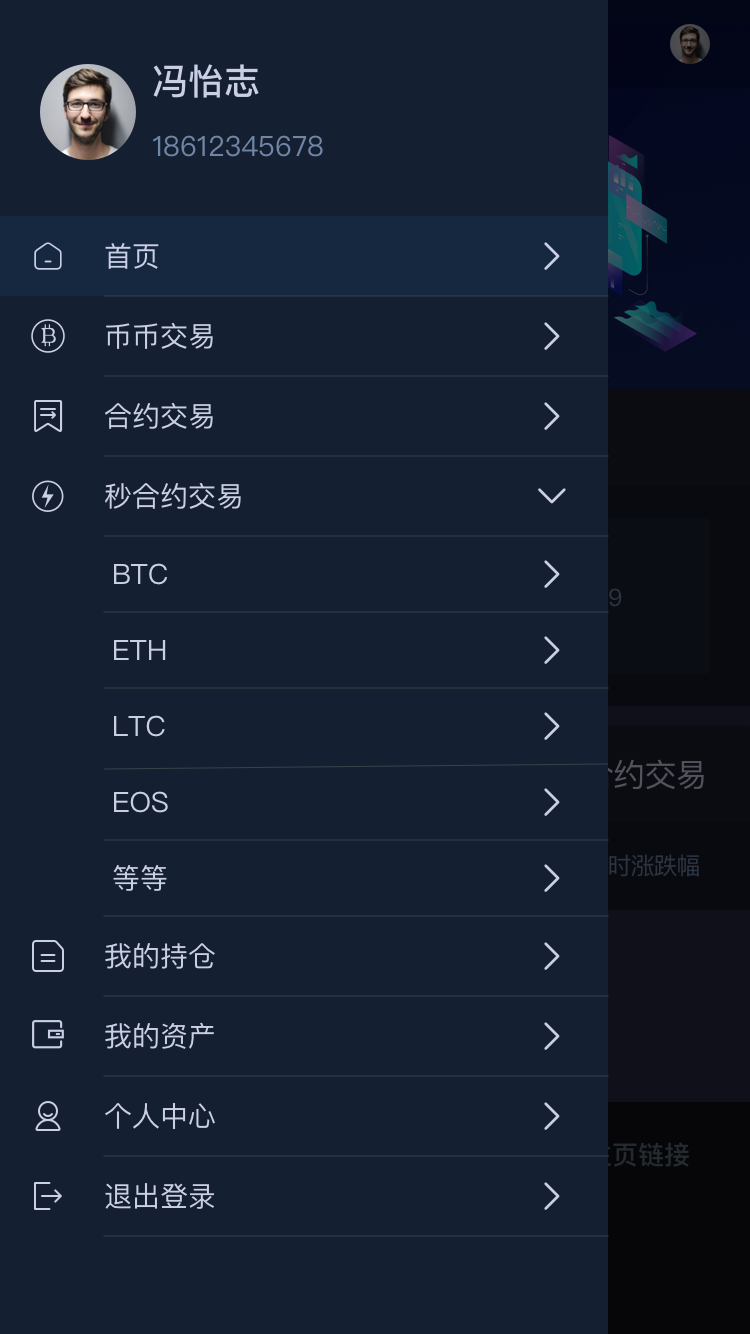 冯怡志
18612345678
首页
币币交易
合约交易
秒合约交易
BTC
ETH
9
LTC
约交易
EOS
时涨跌幅
等等
我的持仓
我的资产
个人中心
页链接
退出登录